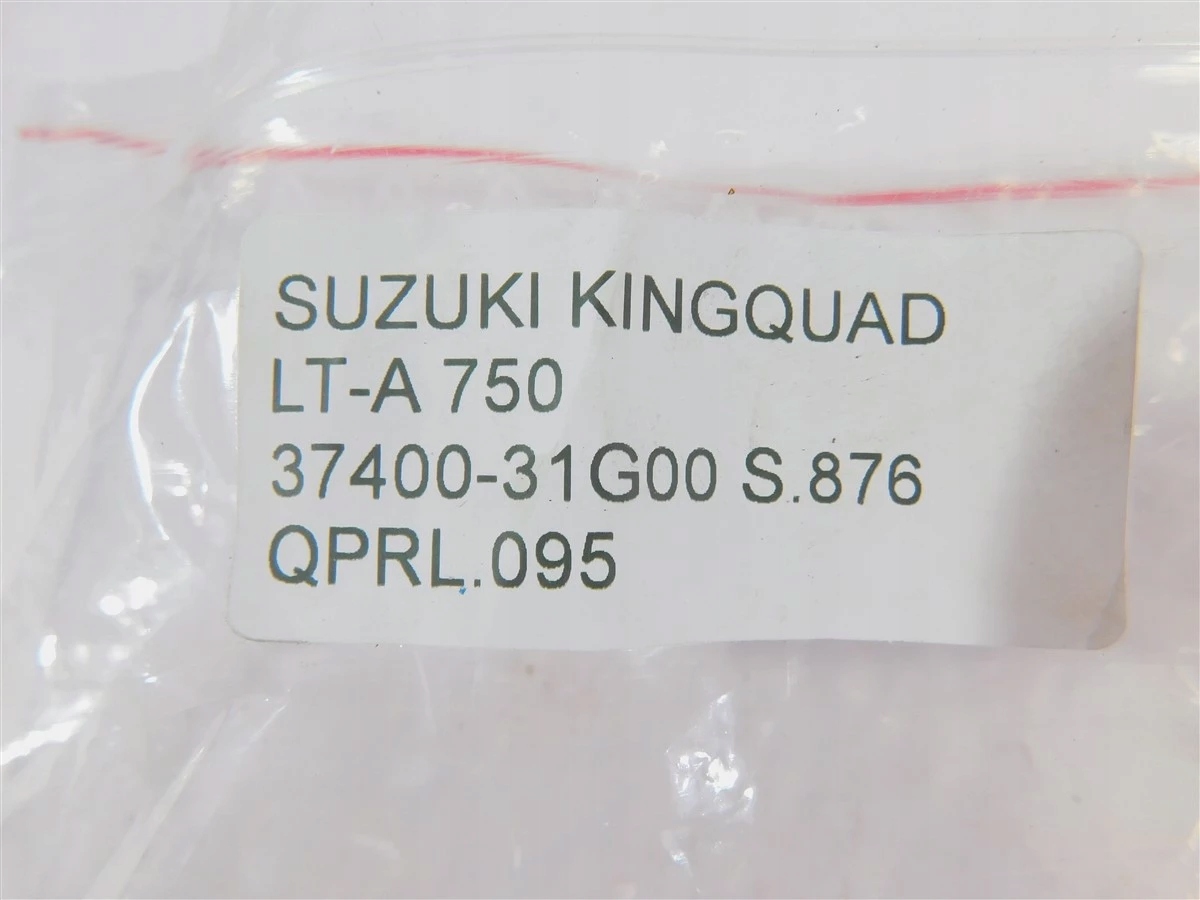 SUZUKI KINGQUAD
LT-A 750
37400-31G00 S.876
QPRL.095